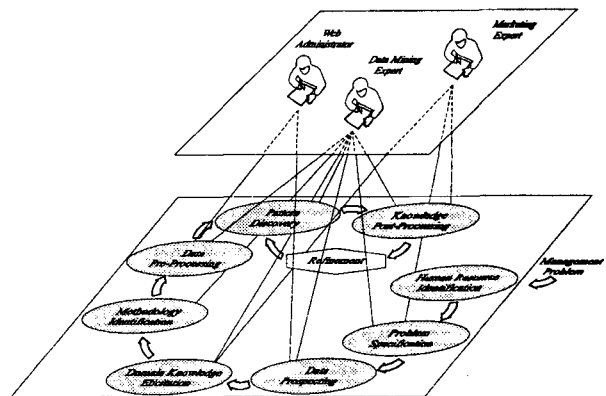 Web
Administrator
Data Mining
Expert
Marketing
Expert
Pattern
Discovery
Knowledge
Post-Processing
Data
Pre-Processing
Refinement
Management
Problem
Human Resource
Identification
Methodology
Identification
Problem
Specification
Domain Knowledge
Elicitation
Data
Prospecting